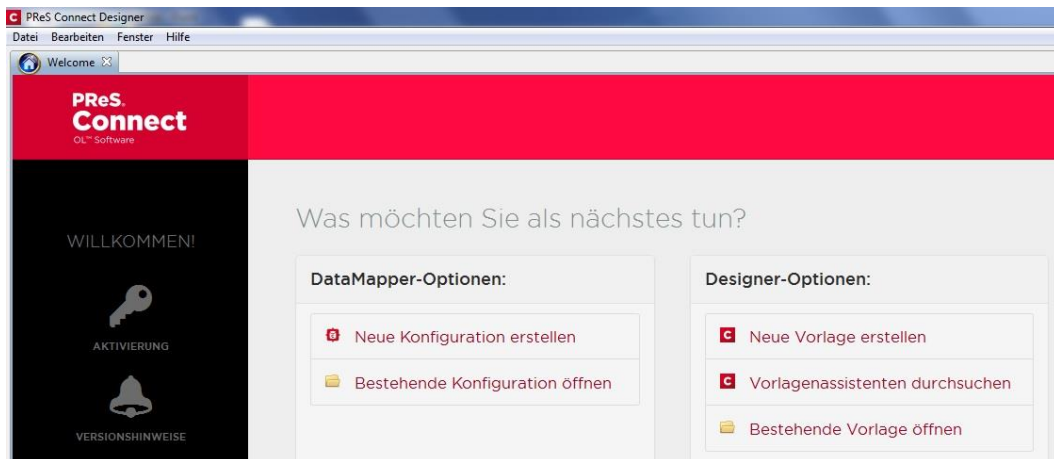 PReS Connect Designer
Datei Bearbeiten Fenster Hilfe
Welcome
PReS.
Connect
OL™ Software
WILLKOMMEN!
AKTIVIERUNG
VERSIONSHINWEISE
Was möchten Sie als nächstes tun?
DataMapper-Optionen:
Neue Konfiguration erstellen
Bestehende Konfiguration öffnen
Designer-Optionen:
Neue Vorlage erstellen
Vorlagenassistenten durchsuchen
Bestehende Vorlage öffnen